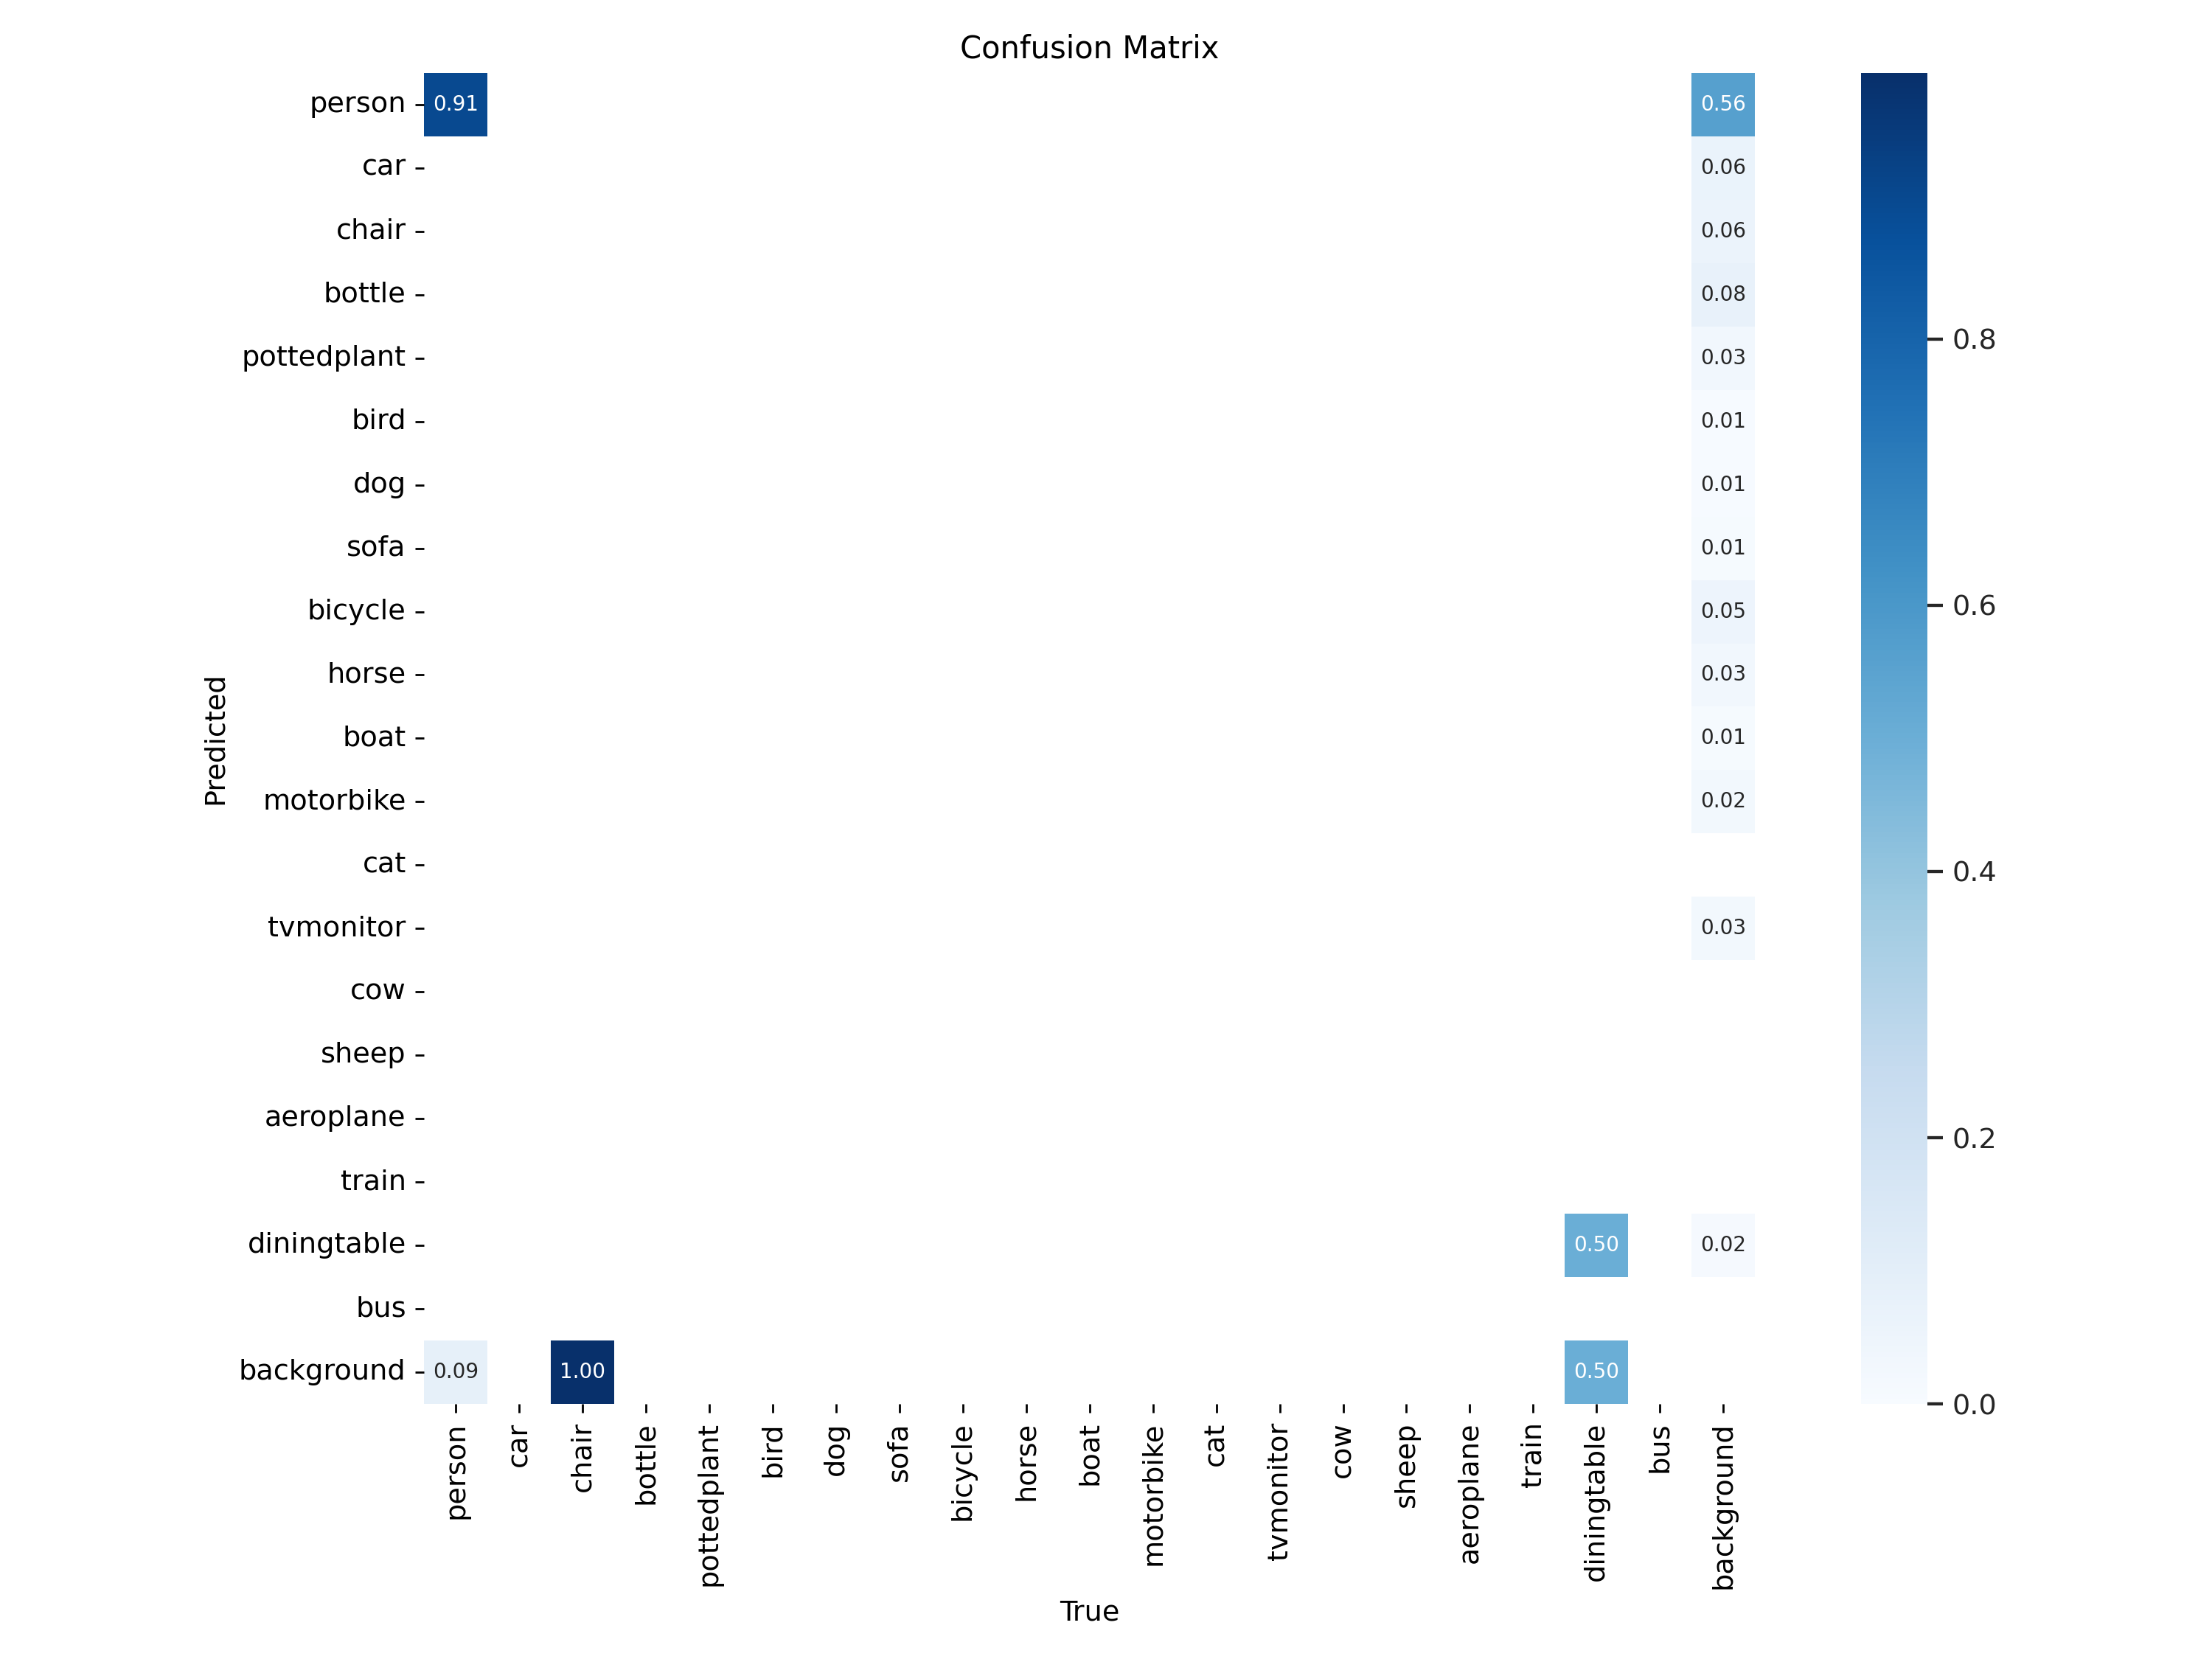 Confusion Matrix
person 0.91 0.56
car 0.06
chair 0.06
bottle 0.08
pottedplant 0.03
bird 0.01
dog 0.01
sofa 0.01
bicycle 0.05
horse 0.03
boat 0.01
motorbike 0.02
cat
tvmonitor 0.03
cow
sheep
aeroplane
train
diningtable 0.50 0.02
bus
background 0.09 1.00 0.50
Predicted
person car chair bottle pottedplant bird dog sofa bicycle horse boat motorbike cat tvmonitor cow sheep aeroplane train diningtable bus background
True
0.8
0.6
0.4
0.2
0.0